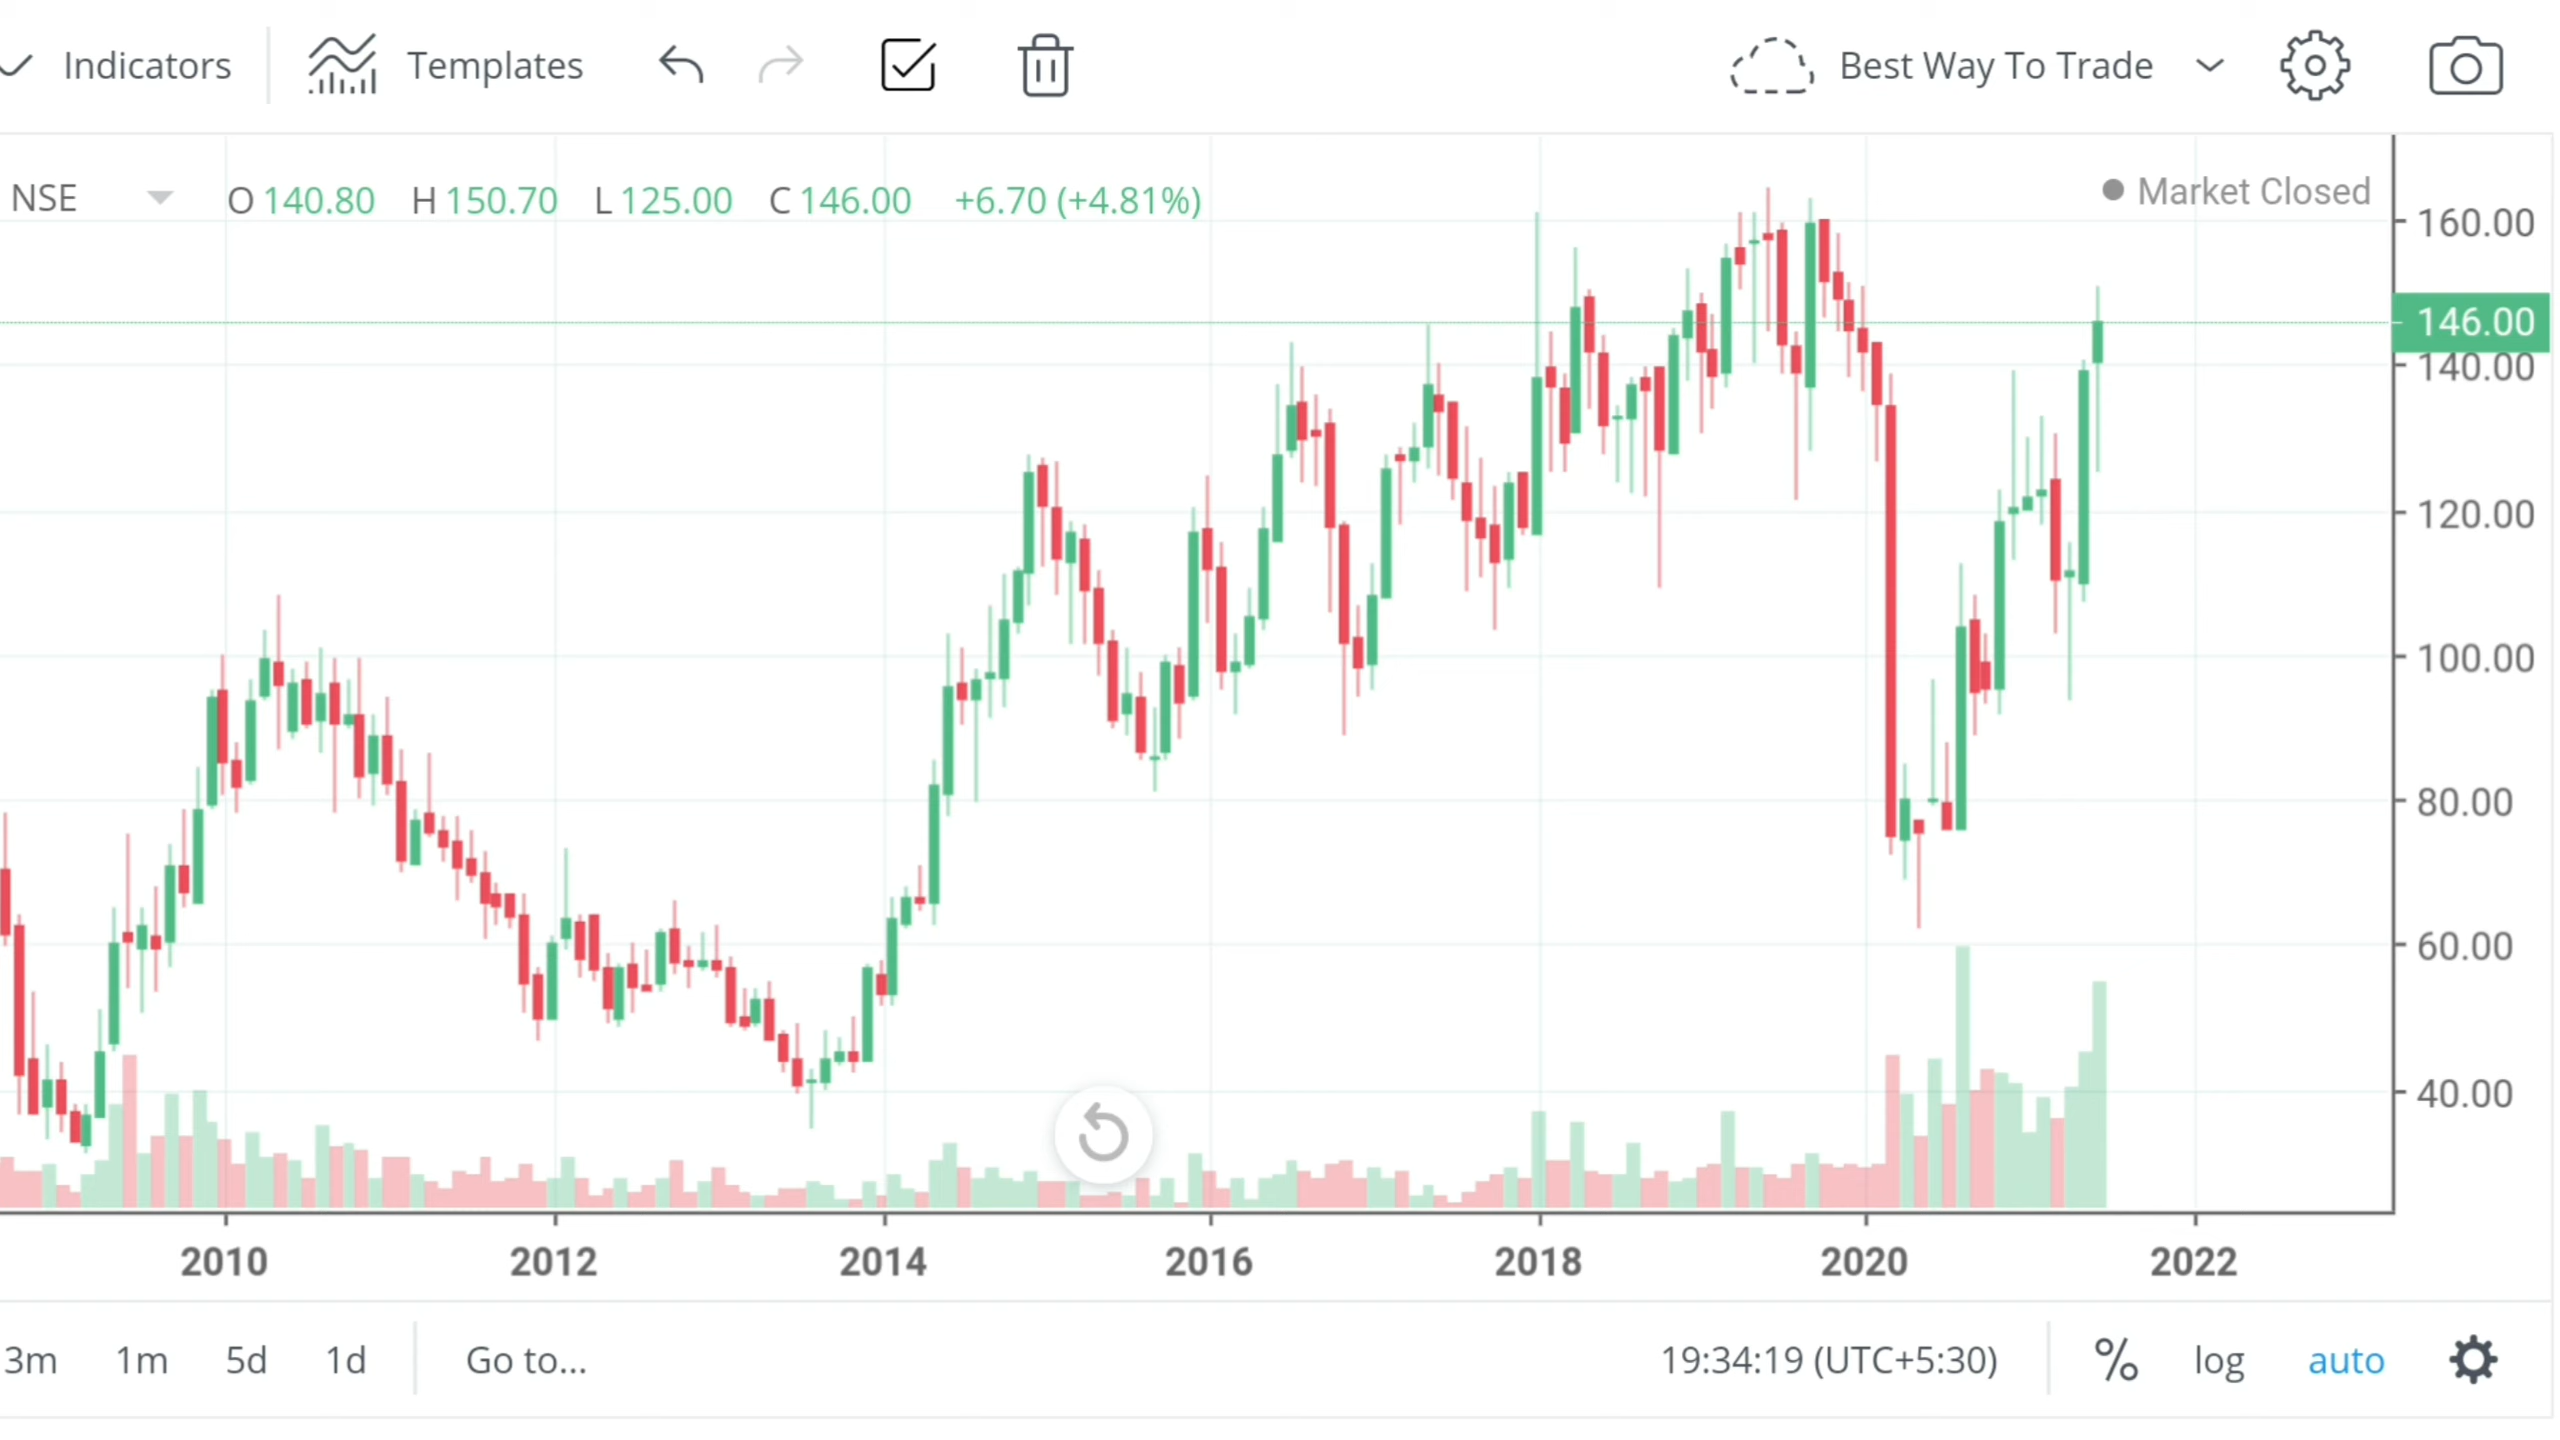 Indicators Templates Best Way To Trade
NSE O 140.80 H 150.70 L 125.00 C 146.00 +6.70 (+4.81%) Market Closed
160.00
146.00
140.00
120.00
100.00
80.00
60.00
40.00
2010 2012 2014 2016 2018 2020 2022
3m 1m 5d 1d Go to... 19:34:19 (UTC+5:30) % log auto